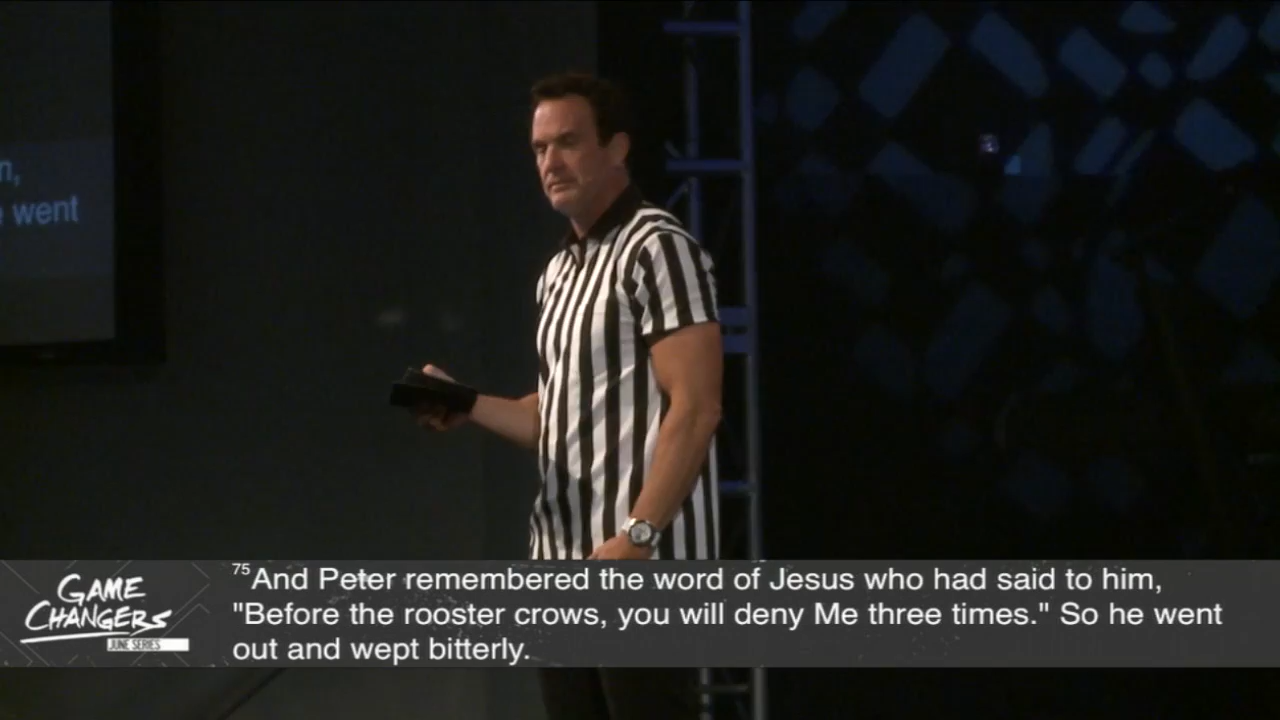 n,
went
GAME
CHANGERS
JUNE SERIES
75And Peter remembered the word of Jesus who had said to him,
"Before the rooster crows, you will deny Me three times." So he went
out and wept bitterly.